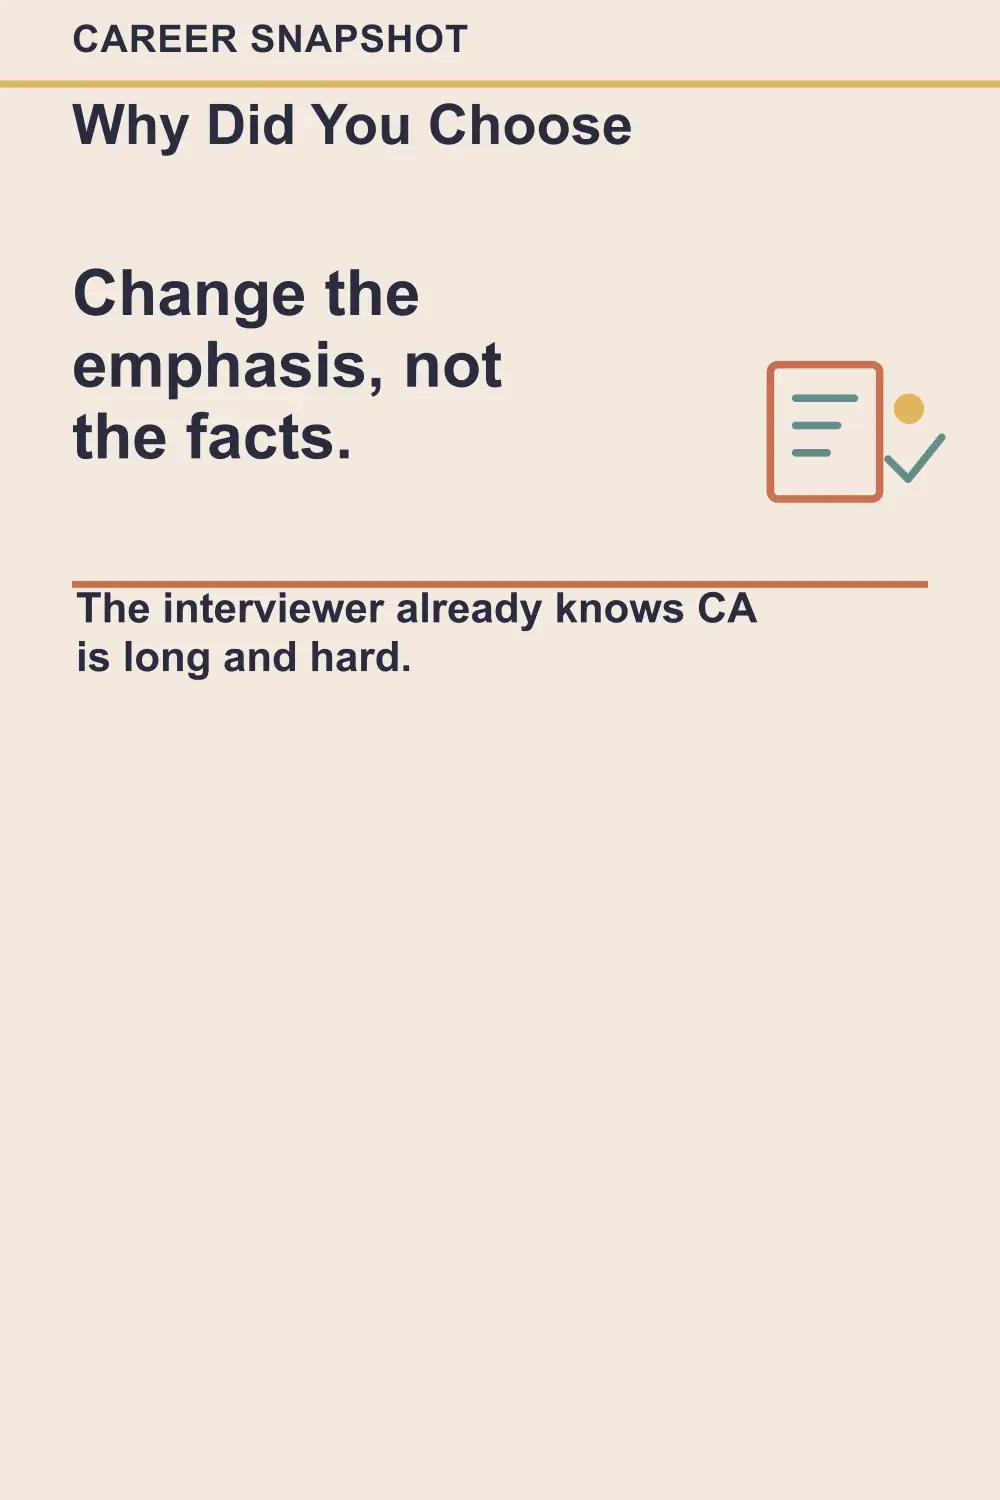 CAREER SNAPSHOT
Why Did You Choose
Change the
emphasis, not
the facts.
The interviewer already knows CA
is long and hard.